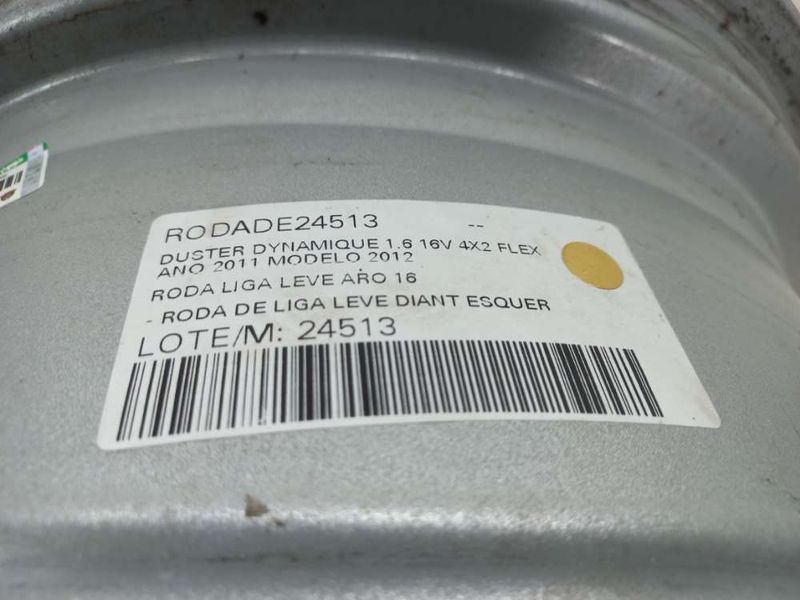 RODADE24513 --
DUSTER DYNAMIQUE 1.6 16V 4X2 FLEX
ANO 2011 MODELO 2012
RODA LIGA LEVE ARO 16
- RODA DE LIGA LEVE DIANT ESQUER
LOTE/M: 24513